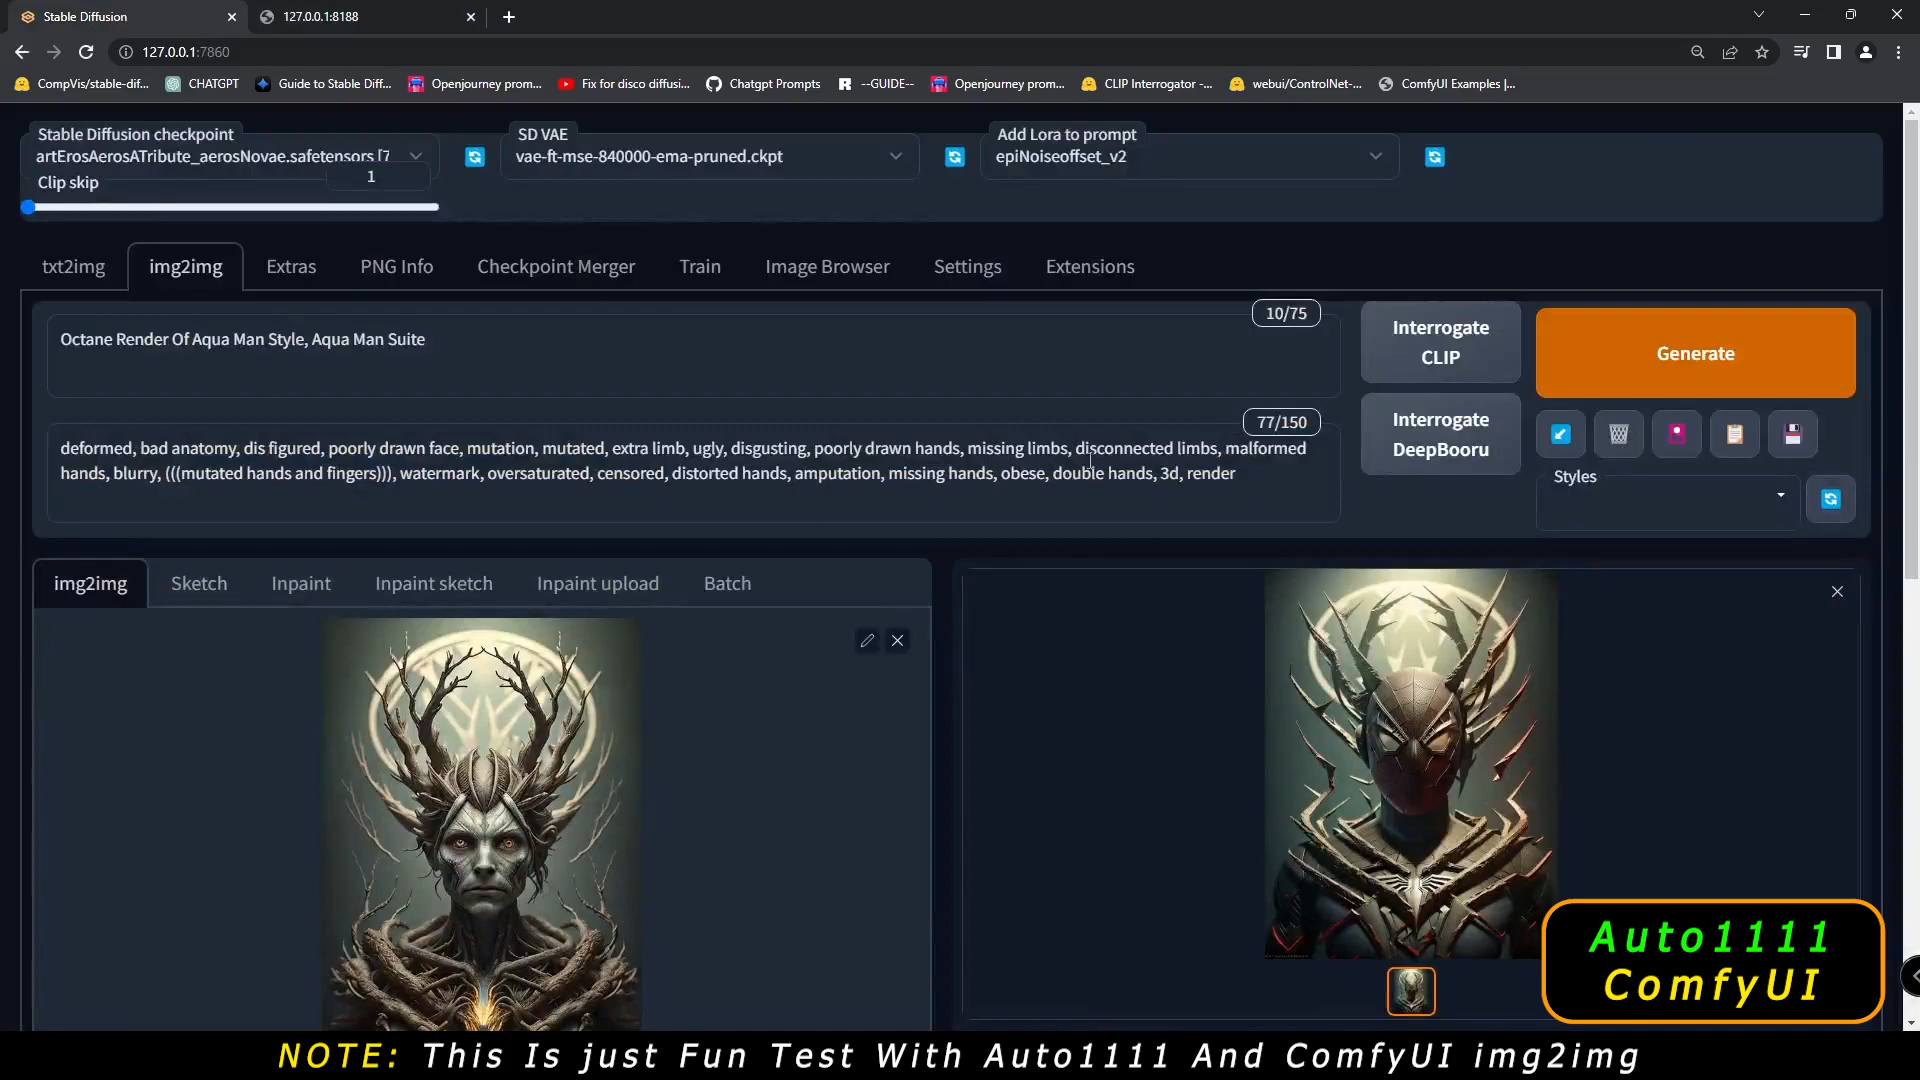 Stable Diffusion
127.0.0.1:8188
127.0.0.1:7860
CompVis/stable-dif... CHATGPT Guide to Stable Diff... Openjourney prom... Fix for disco diffusi... Chatgpt Prompts --GUIDE-- Openjourney prom... CLIP Interrogator -... webui/ControlNet-... ComfyUI Examples |...
Stable Diffusion checkpoint
artErosAerosATribute_aerosNovae.safetensors [7
SD VAE
vae-ft-mse-840000-ema-pruned.ckpt
Add Lora to prompt
epiNoiseoffset_v2
Clip skip
1
txt2img img2img Extras PNG Info Checkpoint Merger Train Image Browser Settings Extensions
10/75
Octane Render Of Aqua Man Style, Aqua Man Suite
Interrogate
CLIP
Generate
77/150
deformed, bad anatomy, dis figured, poorly drawn face, mutation, mutated, extra limb, ugly, disgusting, poorly drawn hands, missing limbs, disconnected limbs, malformed
hands, blurry, (((mutated hands and fingers))), watermark, oversaturated, censored, distorted hands, amputation, missing hands, obese, double hands, 3d, render
Interrogate
DeepBooru
Styles
img2img Sketch Inpaint Inpaint sketch Inpaint upload Batch
Auto1111
ComfyUI
NOTE: This Is just Fun Test With Auto1111 And ComfyUI img2img